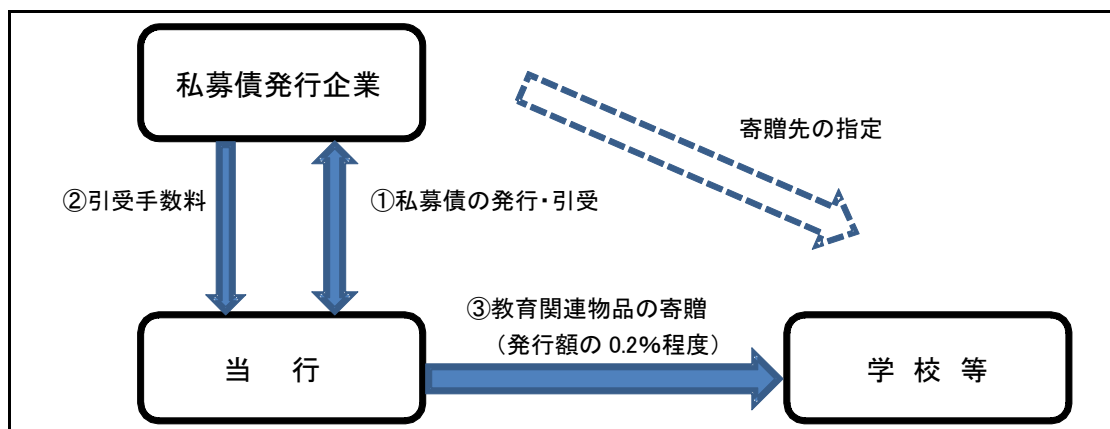 私募債発行企業
寄贈先の指定
②引受手数料
①私募債の発行・引受
③教育関連物品の寄贈
（発行額の 0.2％程度）
当　行
学 校 等